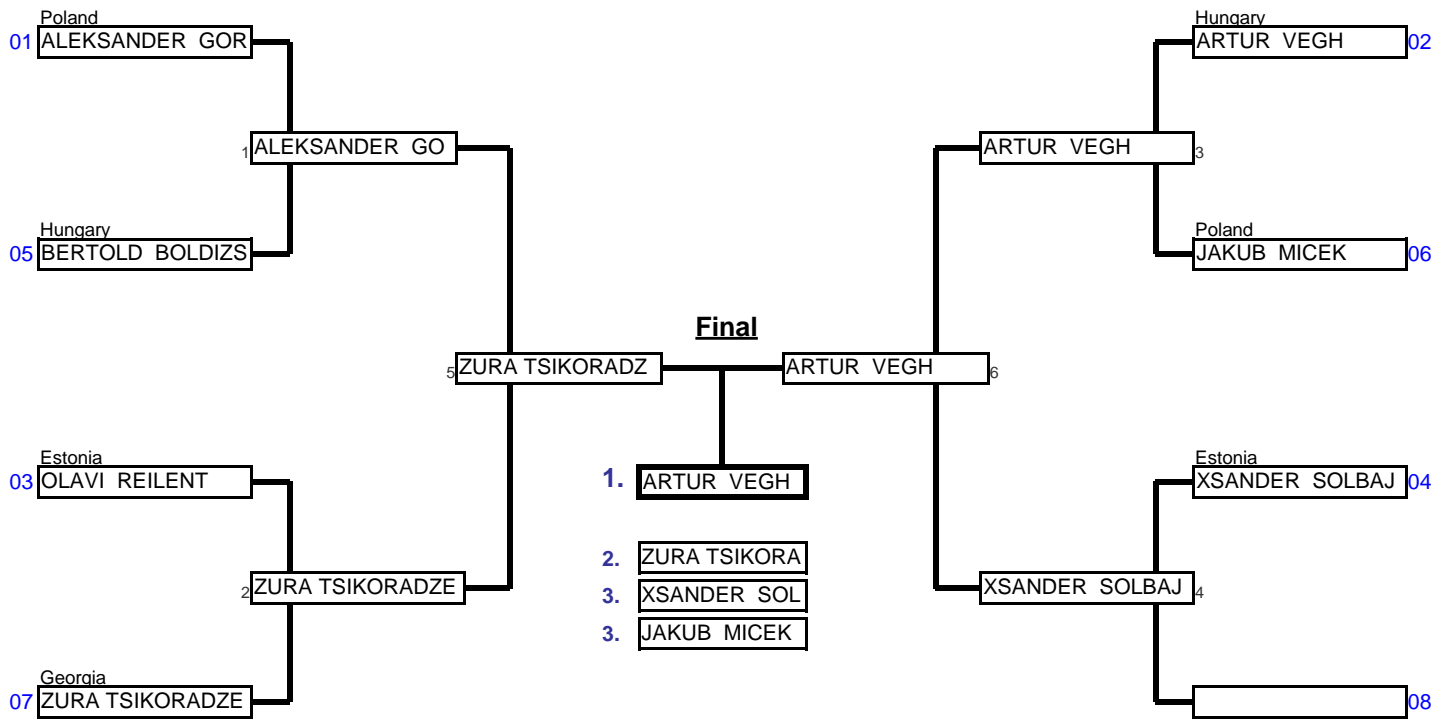 Poland
01 ALEKSANDER GOR
Hungary
ARTUR VEGH 02
1 ALEKSANDER GO
ARTUR VEGH 3
Hungary
05 BERTOLD BOLDIZS
Poland
JAKUB MICEK 06
Final
5 ZURA TSIKORADZ
ARTUR VEGH 6
Estonia
03 OLAVI REILENT
1. ARTUR VEGH
Estonia
XSANDER SOLBAJ 04
2. ZURA TSIKORA
2 ZURA TSIKORADZE
3. XSANDER SOL
XSANDER SOLBAJ 4
3. JAKUB MICEK
Georgia
07 ZURA TSIKORADZE
08